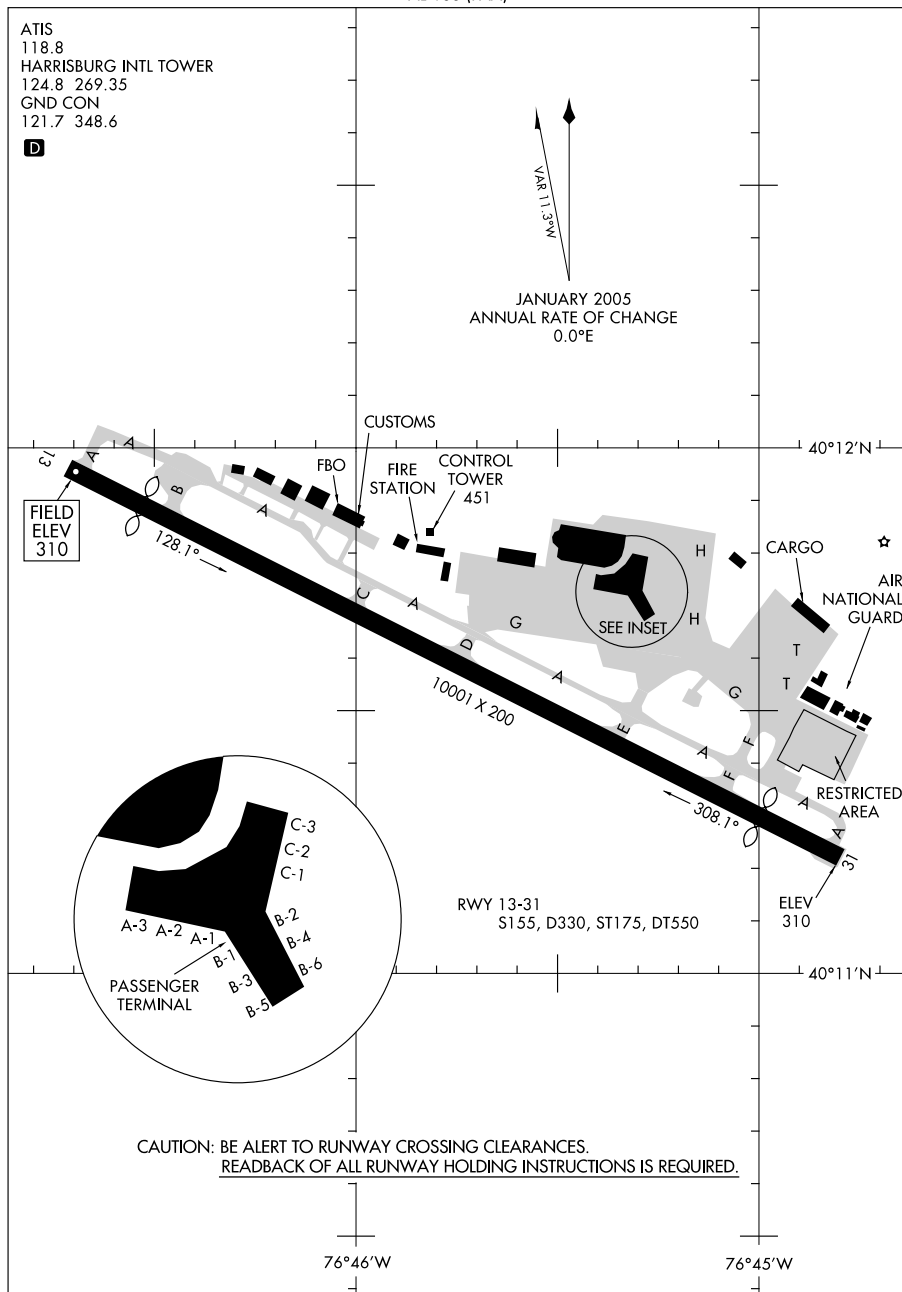 ATIS
118.8
HARRISBURG INTL TOWER
124.8 269.35
GND CON
121.7 348.6
D
VAR 11.3°W
JANUARY 2005
ANNUAL RATE OF CHANGE
0.0°E
40°12'N
13
A
A
FIELD
ELEV
310
B
A
128.1°
FBO
CUSTOMS
FIRE
STATION
CONTROL
TOWER
451
C
A
D
G
A
SEE INSET
H
H
CARGO
AIR
NATIONAL
GUARD
T
T
G
E
A
F
F
10001 X 200
308.1°
A
A
31
RESTRICTED
AREA
ELEV
310
RWY 13-31
S155, D330, ST175, DT550
C-3
C-2
C-1
A-3
A-2
A-1
B-2
B-4
B-6
B-1
B-3
B-5
PASSENGER
TERMINAL
40°11'N
CAUTION: BE ALERT TO RUNWAY CROSSING CLEARANCES.
READBACK OF ALL RUNWAY HOLDING INSTRUCTIONS IS REQUIRED.
76°46'W
76°45'W